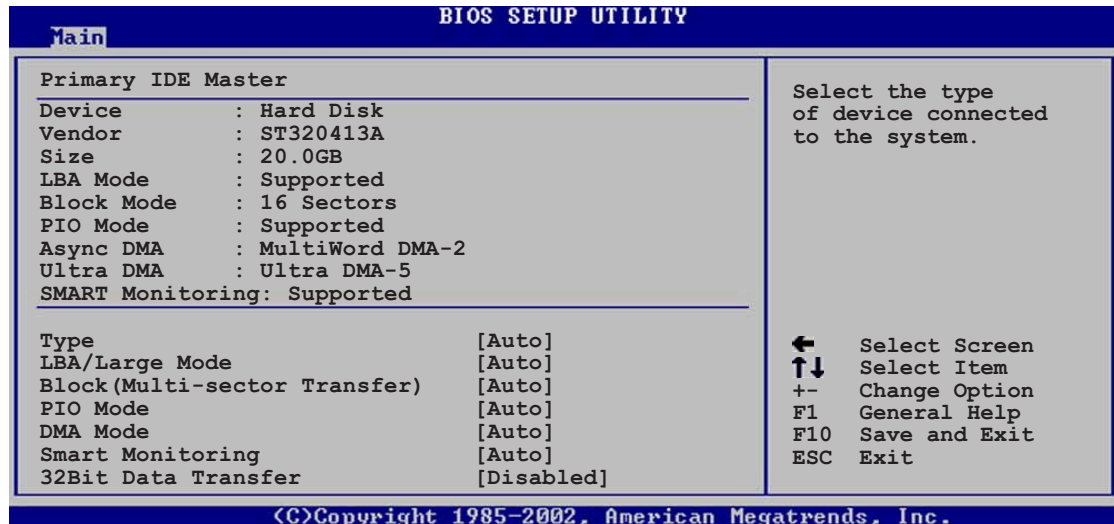 BIOS SETUP UTILITY
Main
Primary IDE Master
Device : Hard Disk
Vendor : ST320413A
Size : 20.0GB
LBA Mode : Supported
Block Mode : 16 Sectors
PIO Mode : Supported
Async DMA : MultiWord DMA-2
Ultra DMA : Ultra DMA-5
SMART Monitoring: Supported
Type [Auto]
LBA/Large Mode [Auto]
Block(Multi-sector Transfer) [Auto]
PIO Mode [Auto]
DMA Mode [Auto]
Smart Monitoring [Auto]
32Bit Data Transfer [Disabled]
Select the type
of device connected
to the system.
← Select Screen
↑↓ Select Item
+- Change Option
F1 General Help
F10 Save and Exit
ESC Exit
(C)Copyright 1985-2002, American Megatrends, Inc.